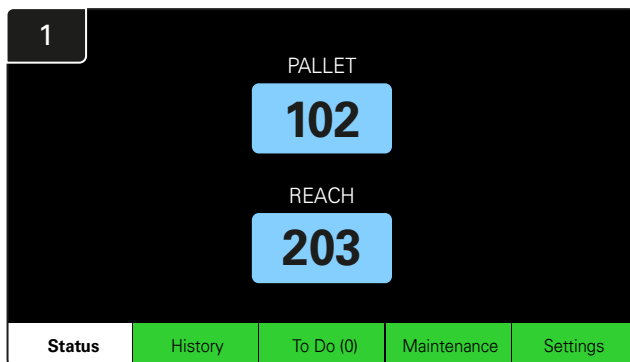 1
PALLET
102
REACH
203
Status History To Do (0) Maintenance Settings